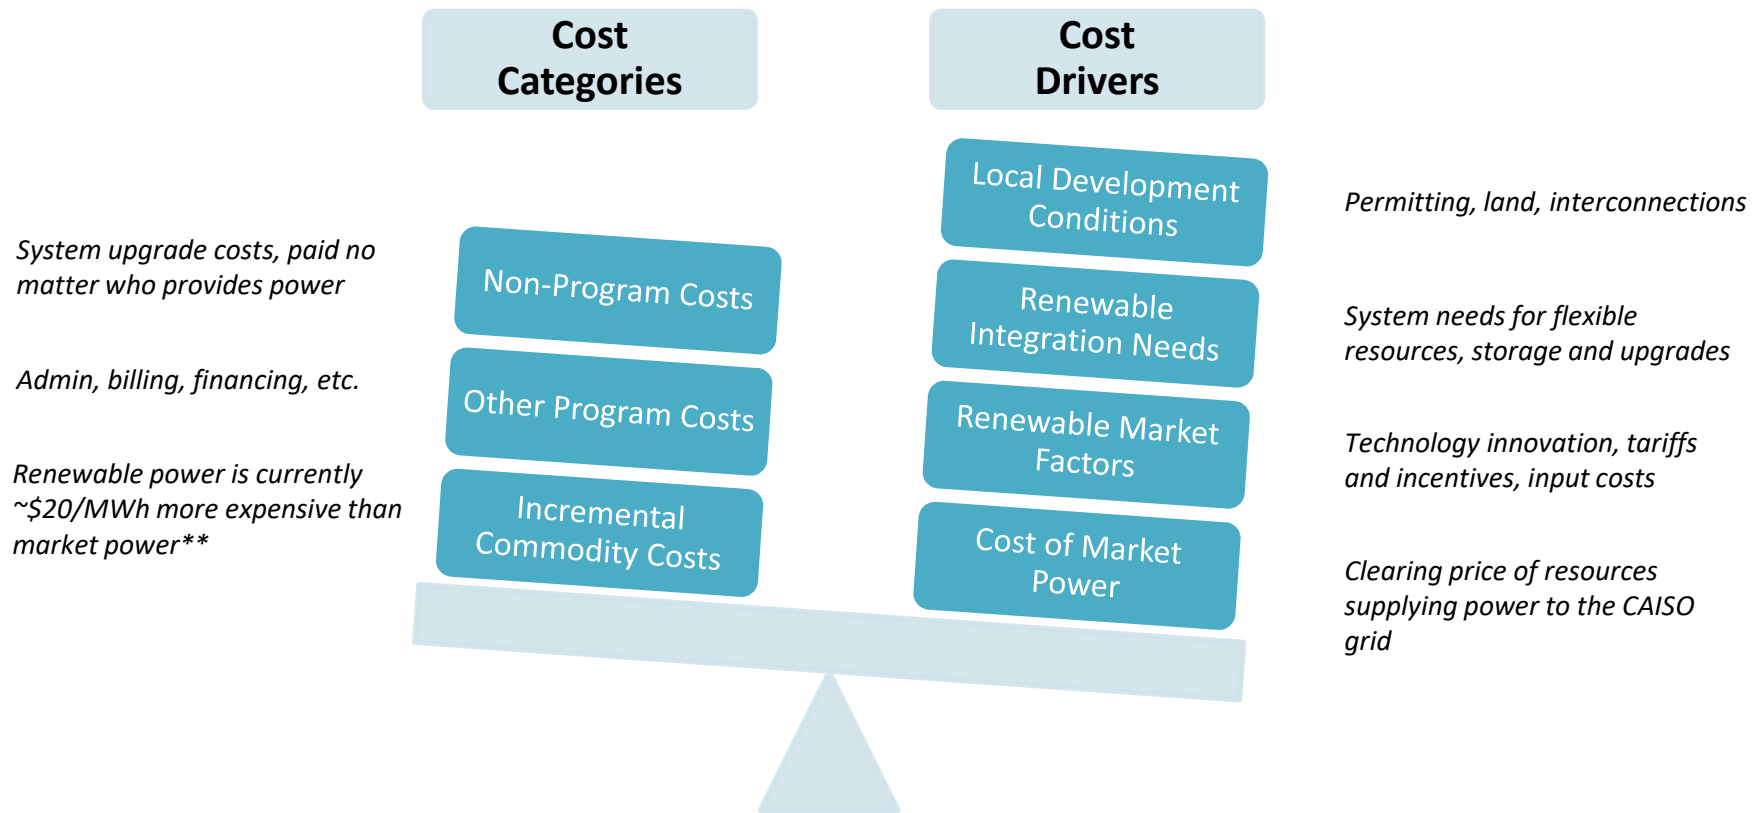 Cost
Categories
Cost
Drivers
System upgrade costs, paid no
matter who provides power
Non-Program Costs
Admin, billing, financing, etc.
Other Program Costs
Renewable power is currently
~$20/MWh more expensive than
market power**
Incremental
Commodity Costs
Local Development
Conditions
Permitting, land, interconnections
Renewable
Integration Needs
System needs for flexible
resources, storage and upgrades
Renewable Market
Factors
Technology innovation, tariffs
and incentives, input costs
Cost of Market
Power
Clearing price of resources
supplying power to the CAISO
grid